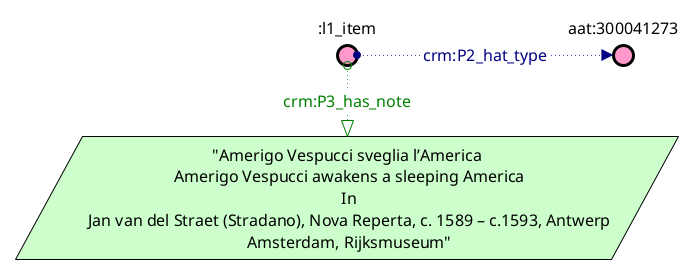 :l1_item
aat:300041273
crm:P2_hat_type
crm:P3_has_note
"Amerigo Vespucci sveglia l’America
Amerigo Vespucci awakens a sleeping America
In
Jan van del Straet (Stradano), Nova Reperta, c. 1589 – c.1593, Antwerp
Amsterdam, Rijksmuseum"